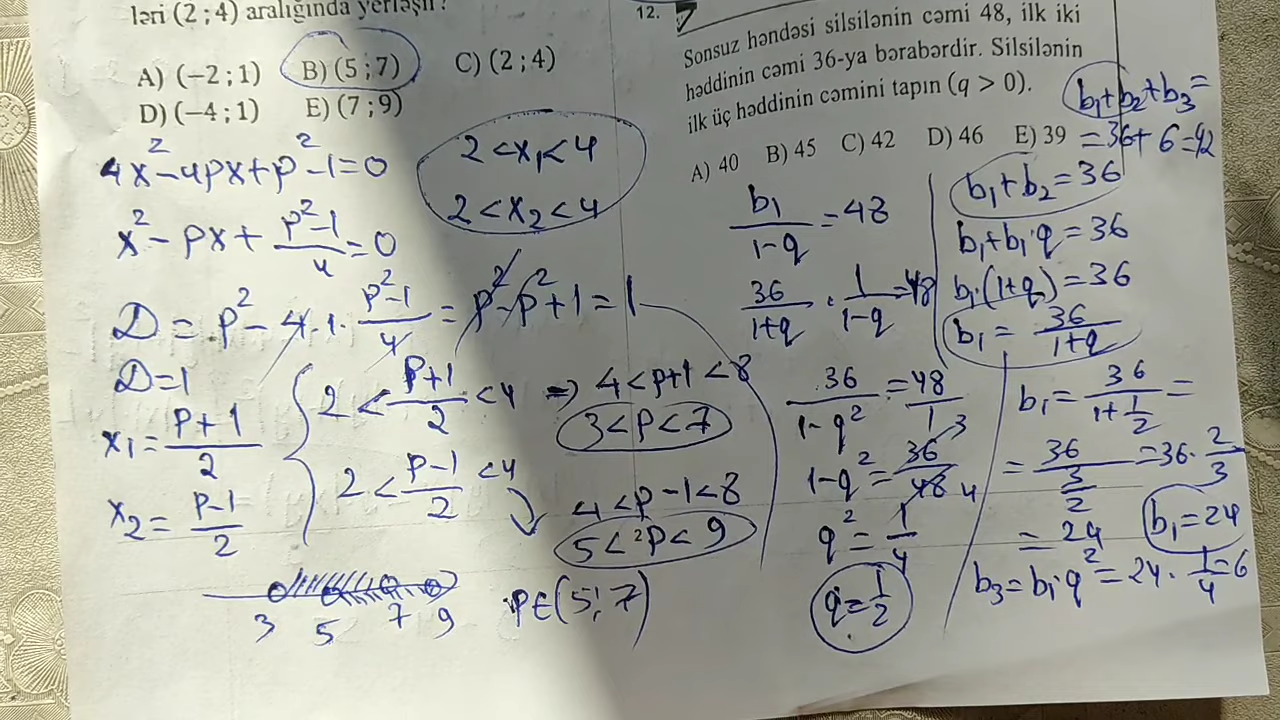 ləri (2 ; 4) aralığında yerləşir?
A) (−2 ; 1) B) (5 ; 7) C) (2 ; 4)
D) (−4 ; 1) E) (7 ; 9)
4x² − 4px + p² − 1 = 0
x² − px + (p² − 1)/4 = 0
2 < x₁ < 4
2 < x₂ < 4
D = p² − 4 · 1 · (p² − 1)/4 = p² − p² + 1 = 1
D = 1
x₁ = (p + 1)/2
x₂ = (p − 1)/2
2 < (p + 1)/2 < 4 ⇒ 4 < p + 1 < 8
3 < p < 7
2 < (p − 1)/2 < 4
4 < p − 1 < 8
5 < p < 9
3 5 7 9 p ∈ (5; 7)
12.
Sonsuz həndəsi silsilənin cəmi 48, ilk iki
həddinin cəmi 36-ya bərabərdir. Silsilənin
ilk üç həddinin cəmini tapın (q > 0).
A) 40 B) 45 C) 42 D) 46 E) 39
b₁ + b₂ + b₃ =
= 36 + 6 = 42
b₁/(1 − q) = 48
36/(1 + q) · 1/(1 − q) = 48
36/(1 − q²) = 48/1
1 − q² = 36/48 3 4
q² = 1/4
q = 1/2
b₁ + b₂ = 36
b₁ + b₁ · q = 36
b₁ · (1 + q) = 36
b₁ = 36/(1 + q)
b₁ = 36/(1 + 1/2) =
= 36/(3/2) = 36 · 2/3
= 24 b₁ = 24
b₃ = b₁ · q² = 24 · 1/4 = 6